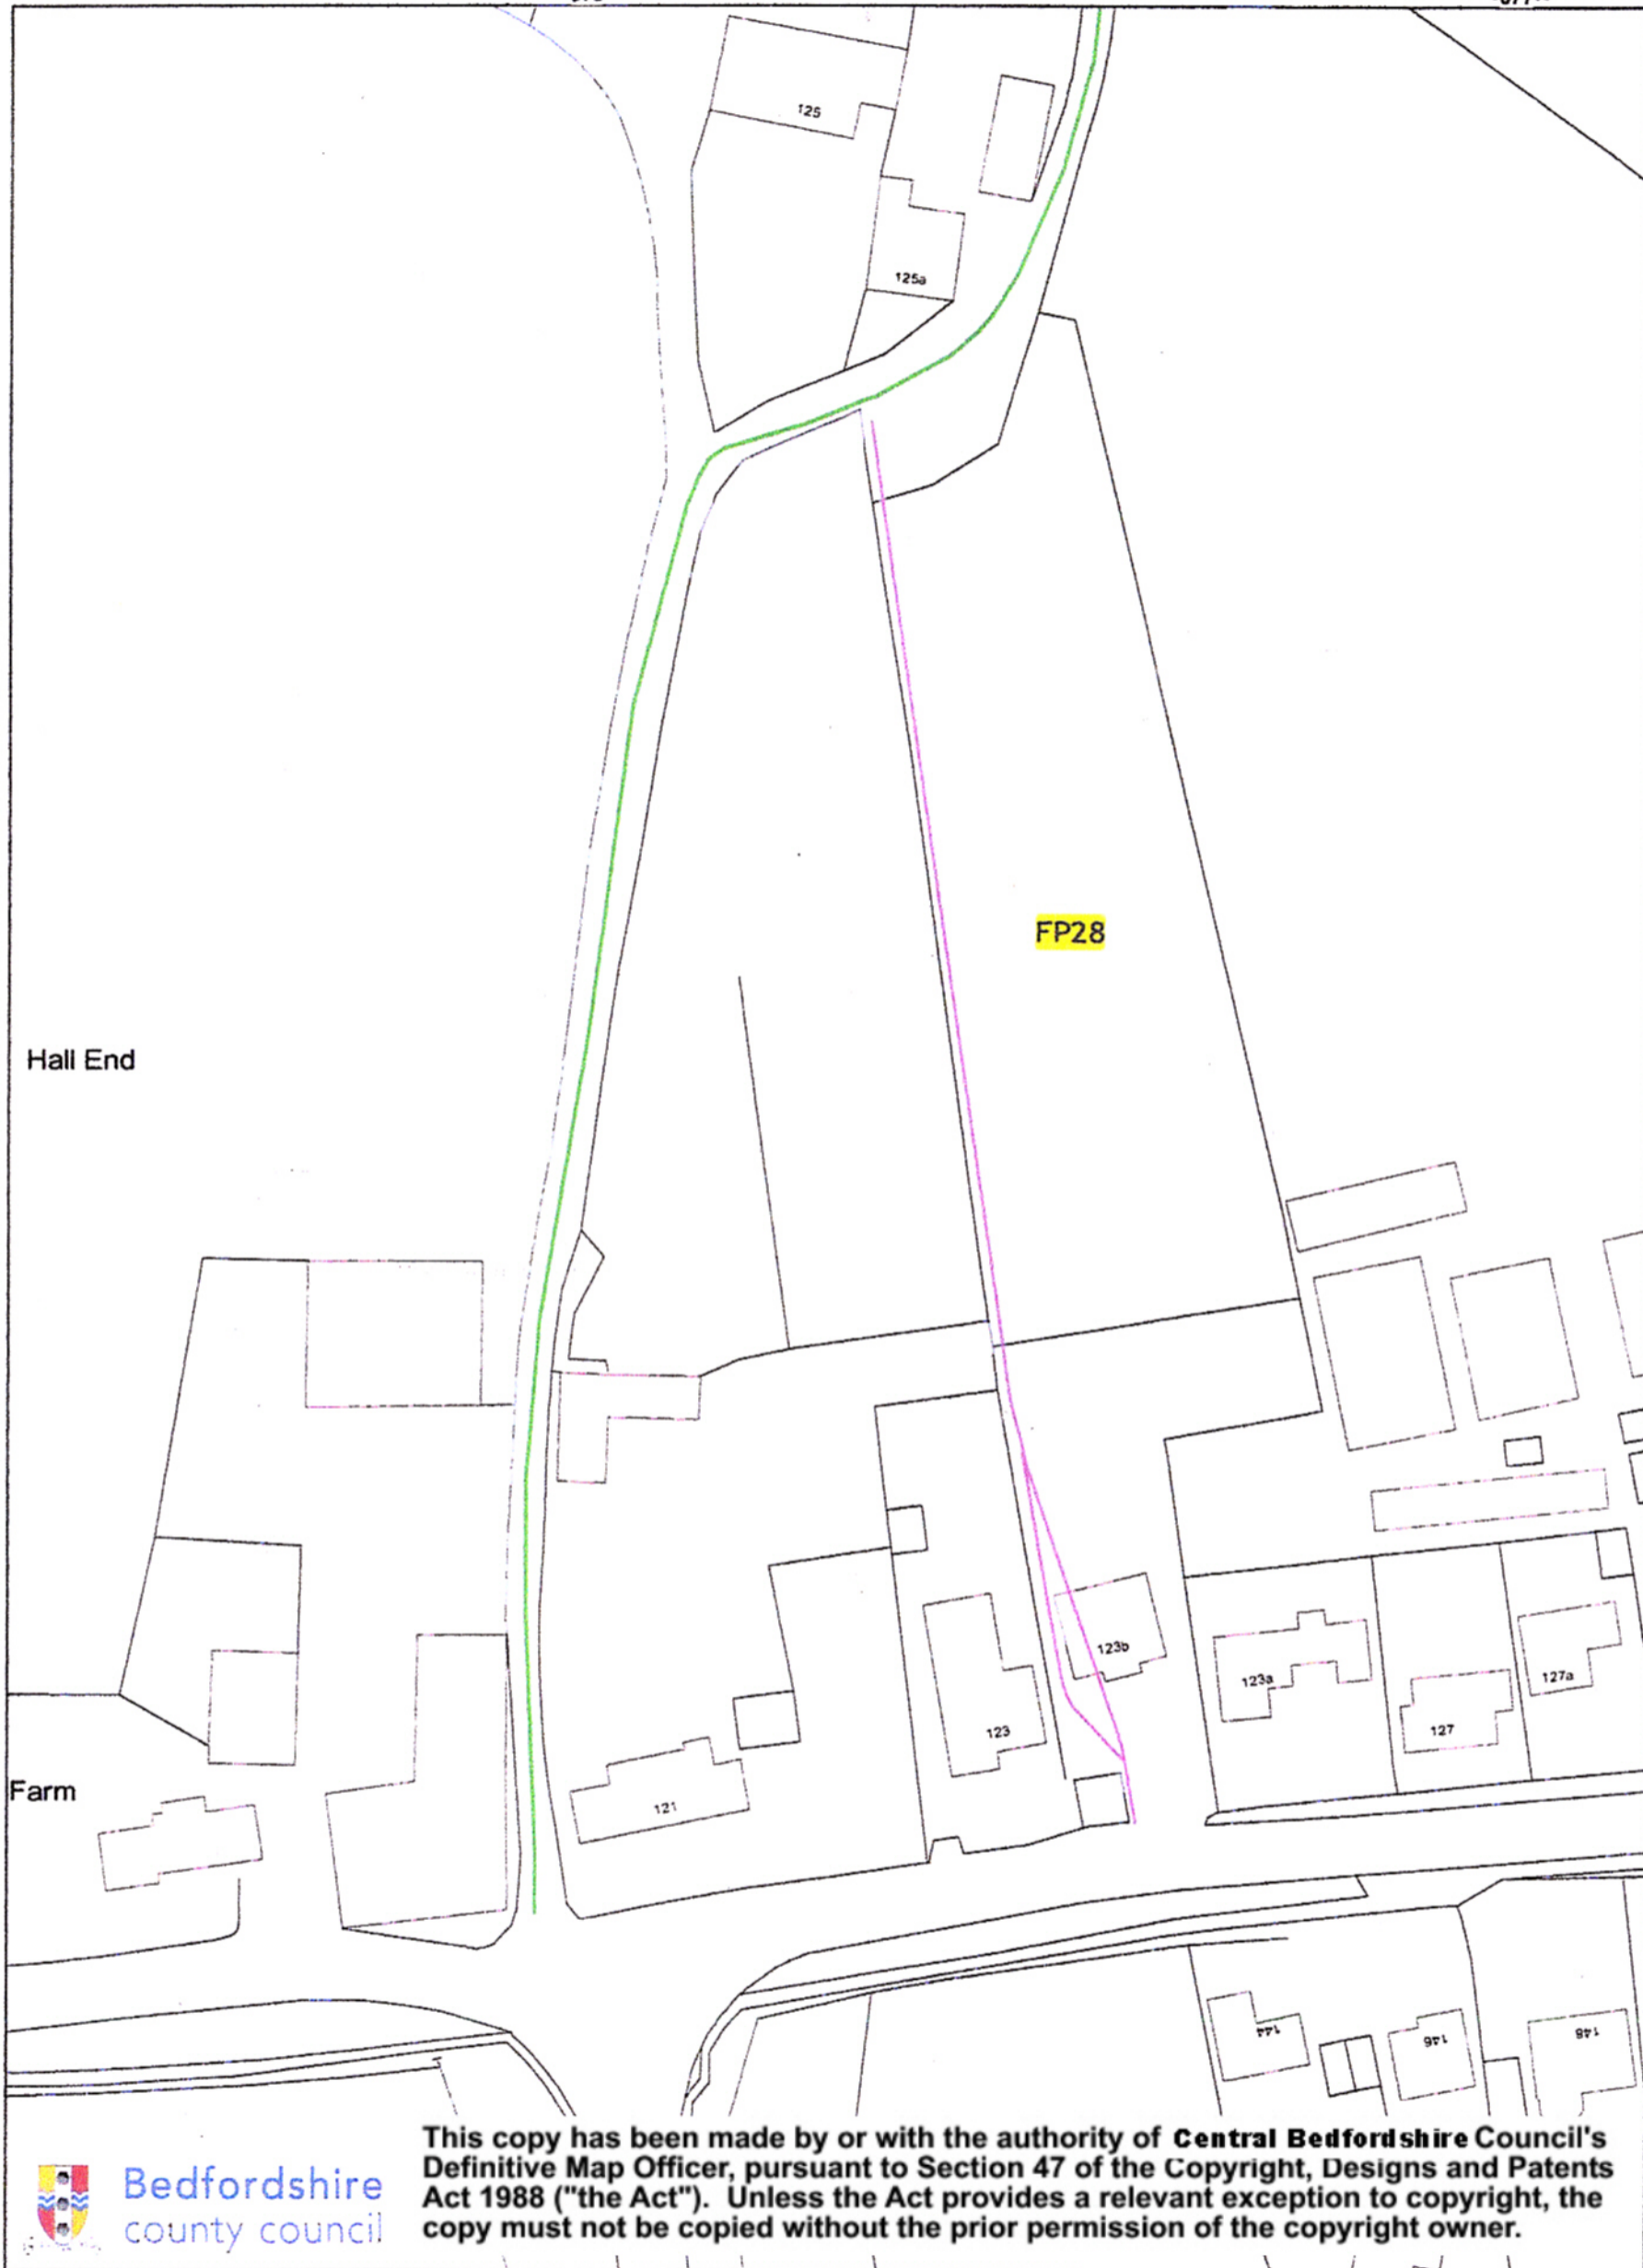 125
125a
FP28
Hall End
123b
123a
127a
123
127
Farm
121
144
146
148
This copy has been made by or with the authority of Central Bedfordshire Council's
Definitive Map Officer, pursuant to Section 47 of the Copyright, Designs and Patents
Act 1988 ("the Act"). Unless the Act provides a relevant exception to copyright, the
copy must not be copied without the prior permission of the copyright owner.
Bedfordshire
county council